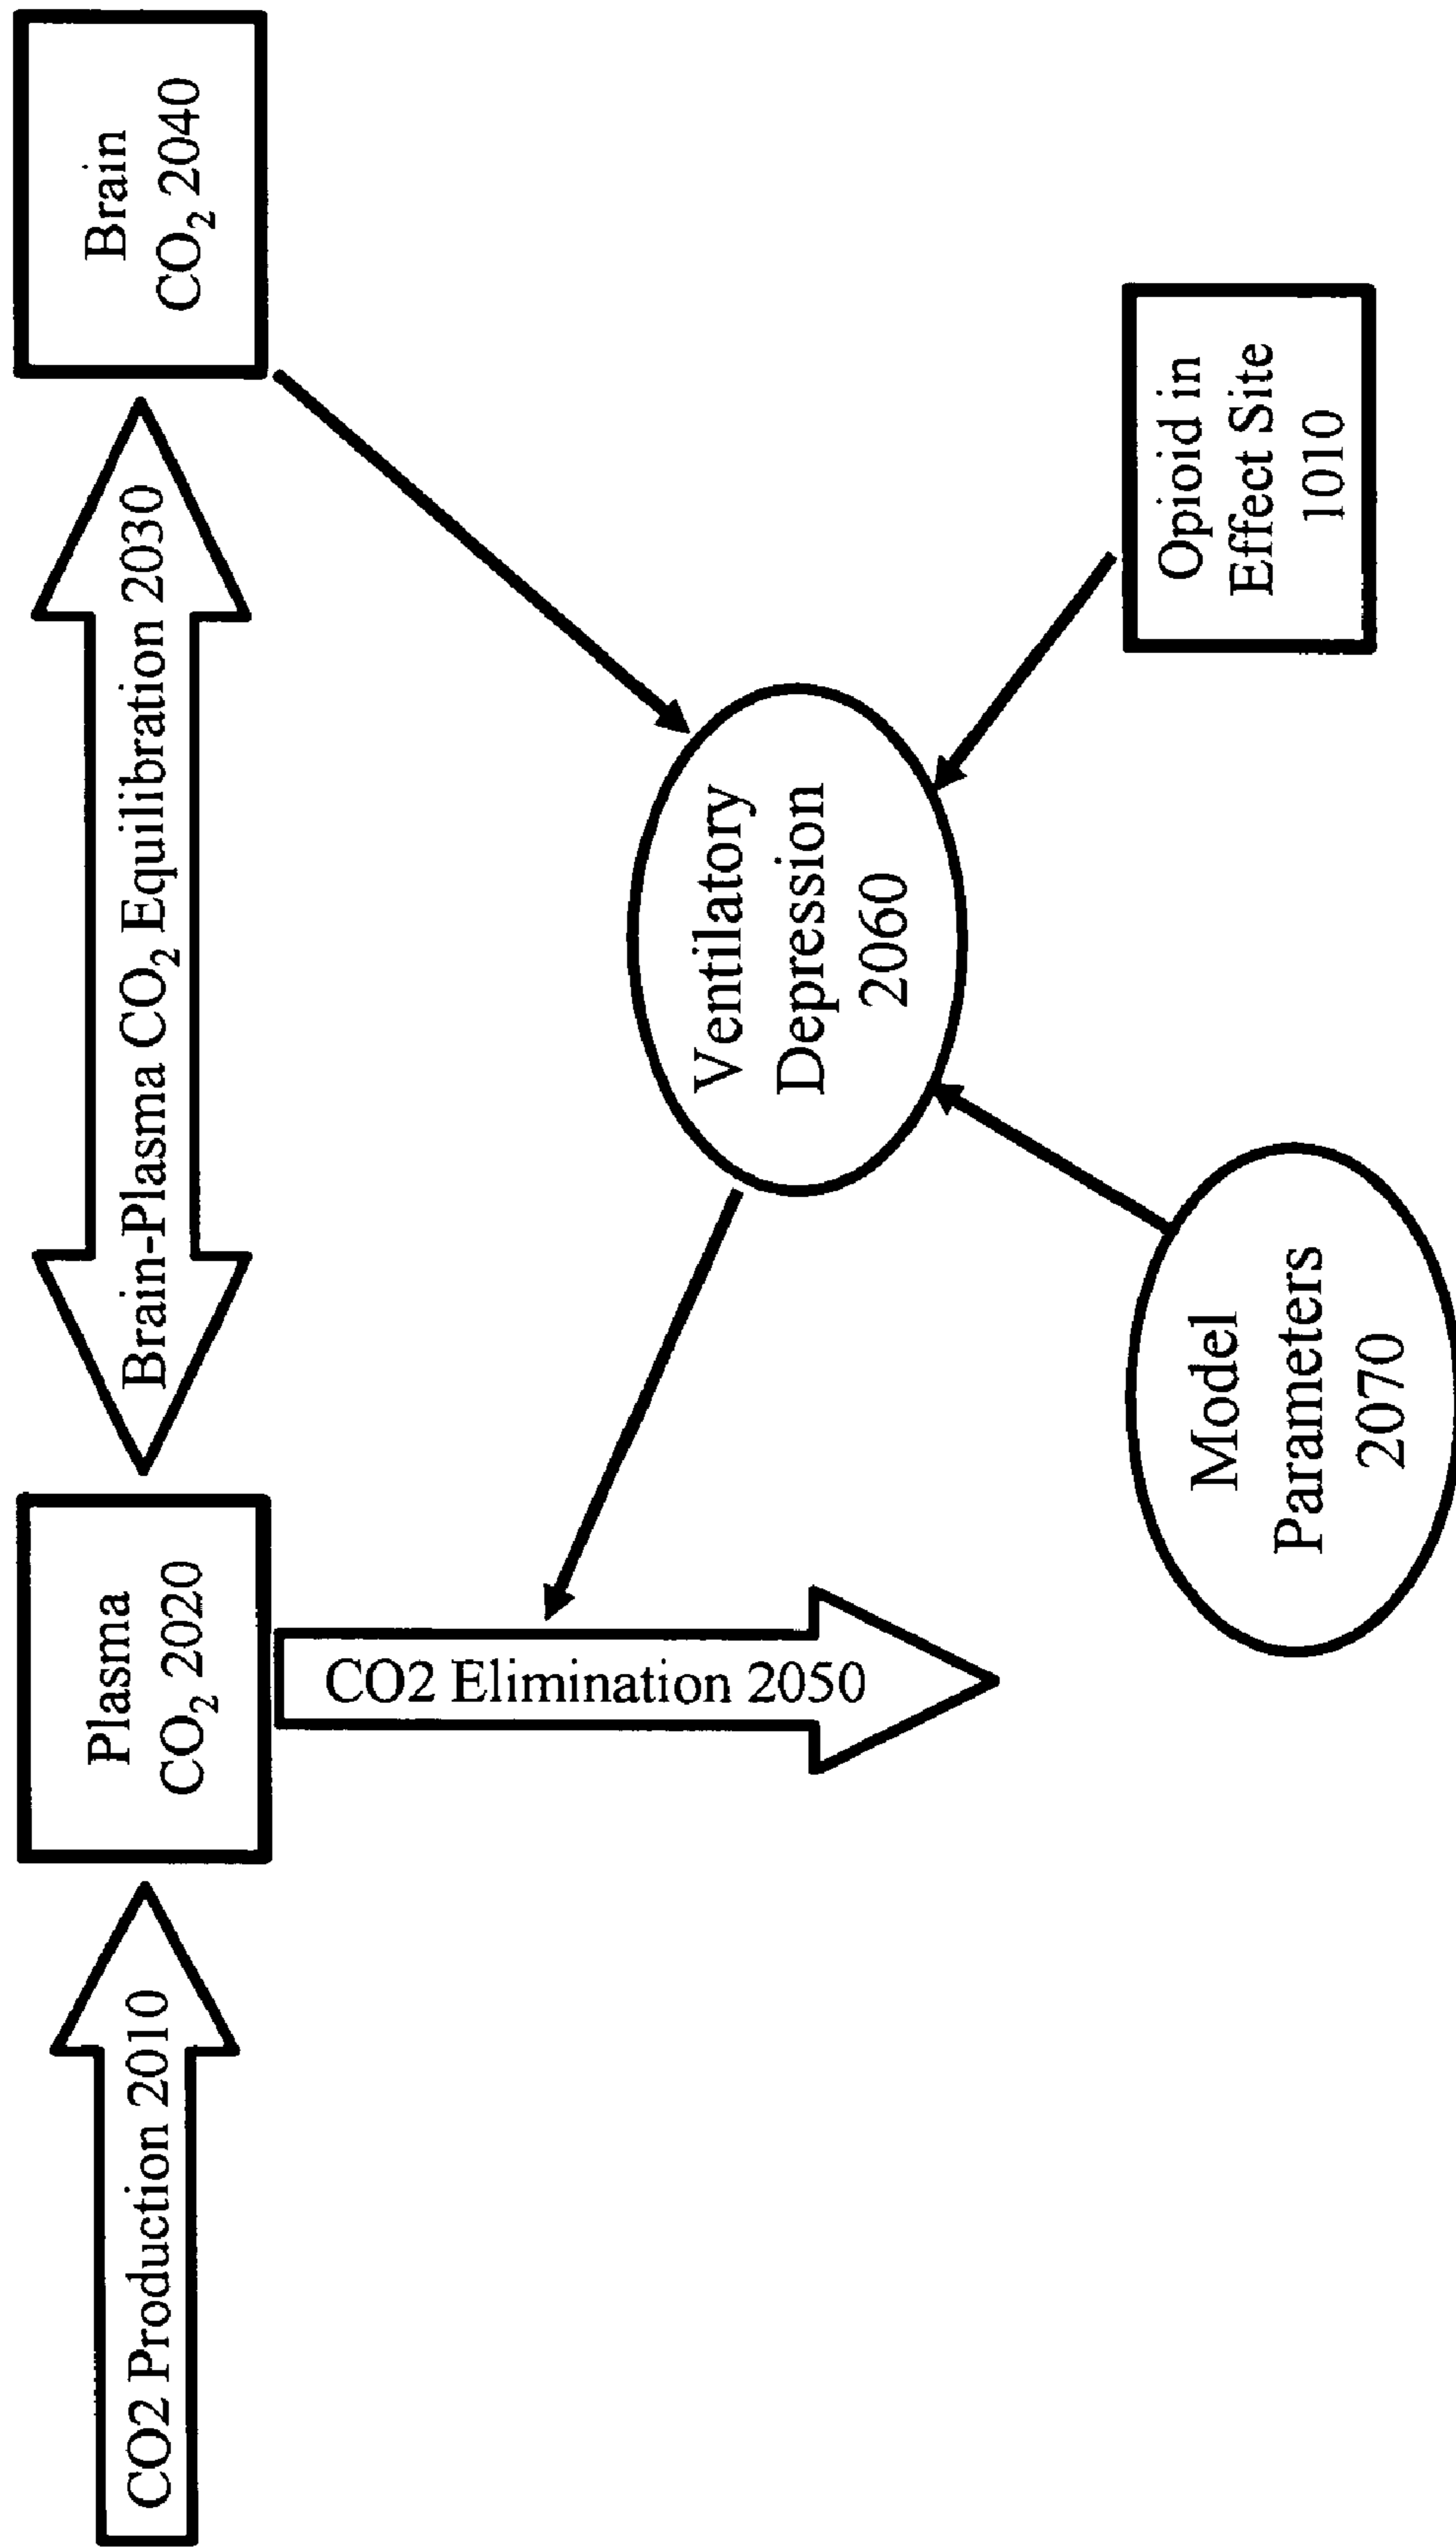 CO2 Production 2010
Plasma
CO₂ 2020
Brain-Plasma CO₂ Equilibration 2030
Brain
CO₂ 2040
CO2 Elimination 2050
Ventilatory
Depression
2060
Model
Parameters
2070
Opioid in
Effect Site
1010